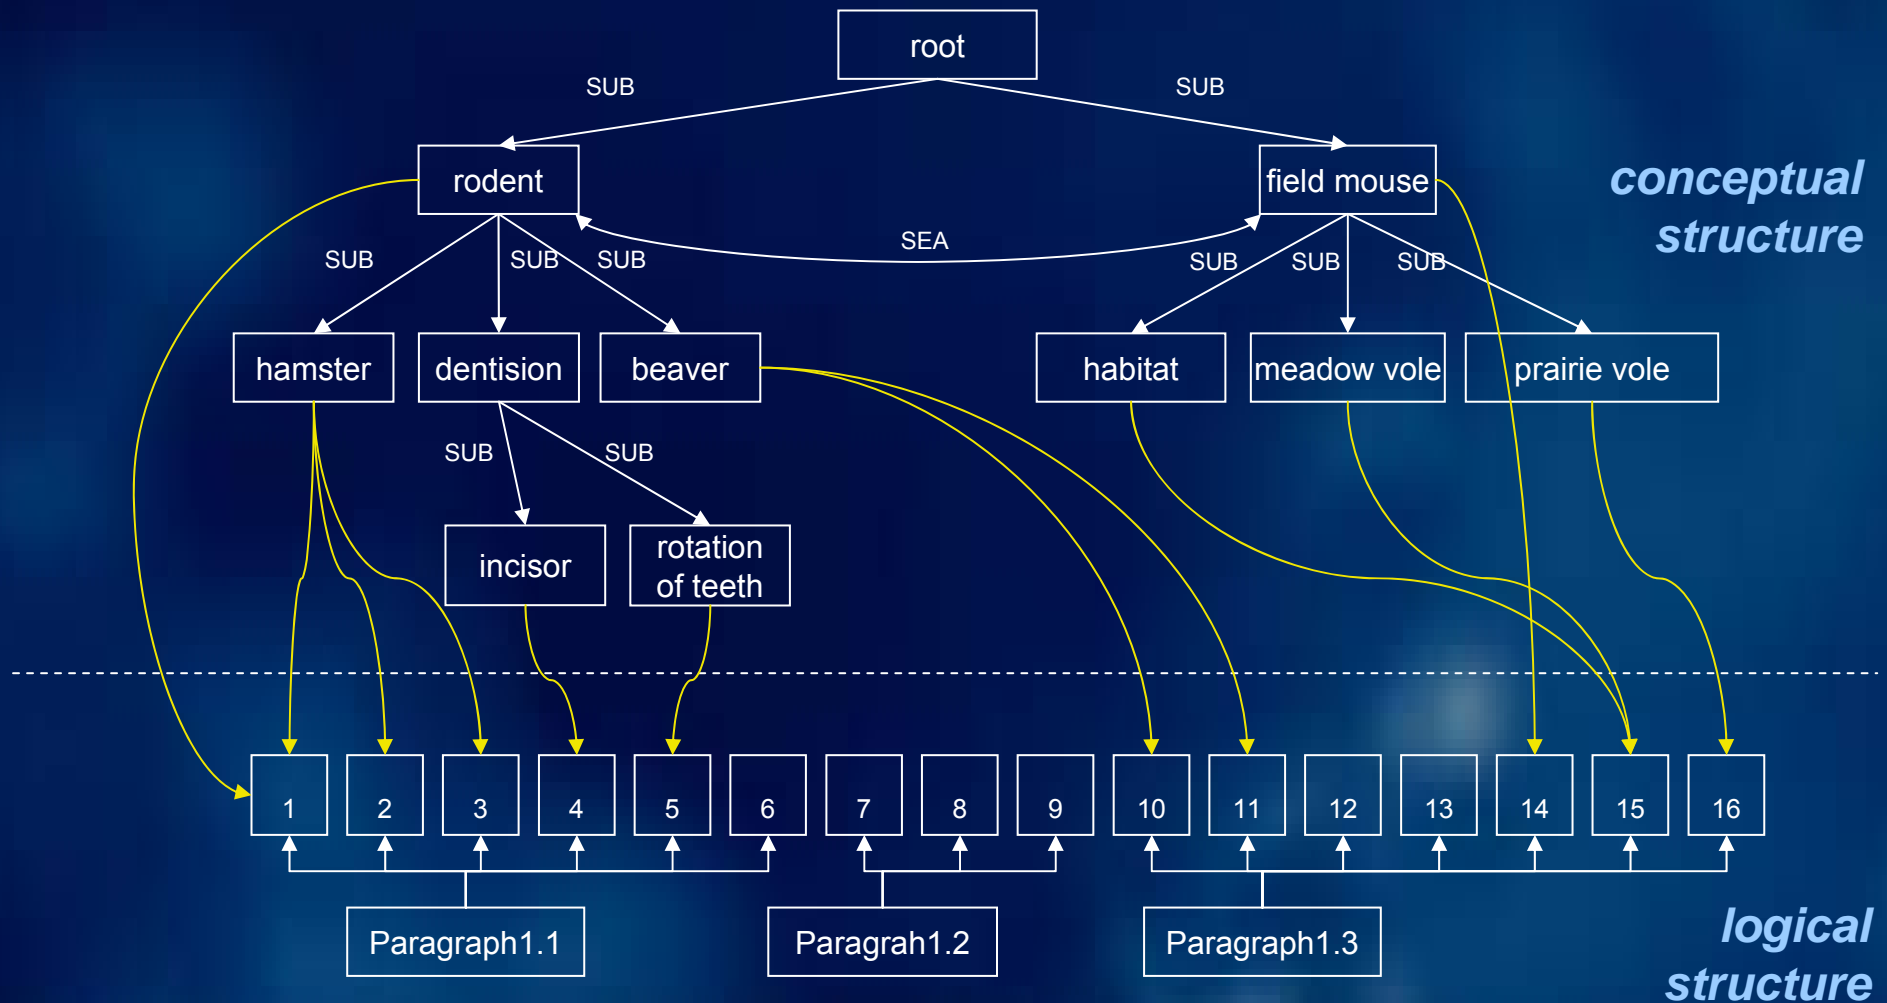 root
SUB
SUB
rodent
field mouse
conceptual
structure
SEA
SUB
SUB
SUB
SUB
SUB
SUB
hamster
dentision
beaver
habitat
meadow vole
prairie vole
SUB
SUB
incisor
rotation
of teeth
1
2
3
4
5
6
7
8
9
10
11
12
13
14
15
16
Paragraph1.1
Paragrah1.2
Paragraph1.3
logical
structure